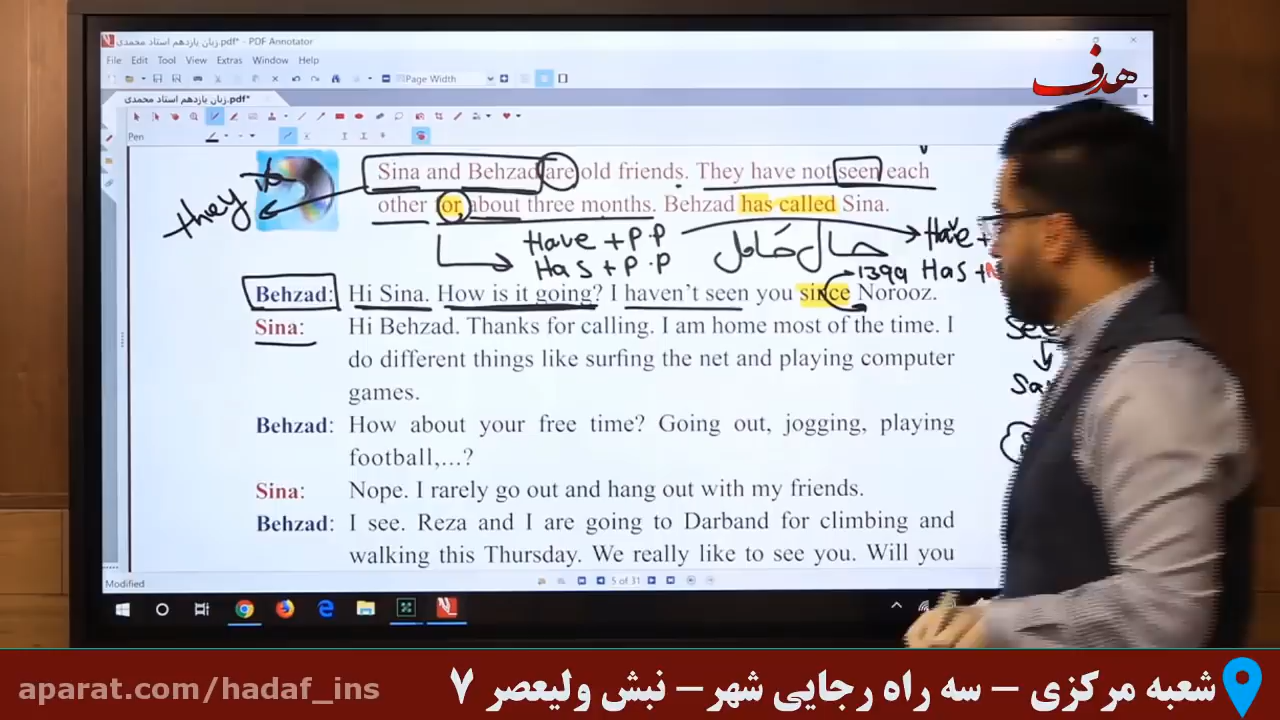 زبان یازدهم استاد محمدی.pdf* - PDF Annotator
هدف
File Edit Tool View Extras Window Help
Page Width
زبان یازدهم استاد محمدی.pdf*
Pen
Sina and Behzad are old friends. They have not seen each
they
other for about three months. Behzad has called Sina.
Have + p.p
Has + p.p
حال کامل
Have +
1399 Has +
Behzad: Hi Sina. How is it going? I haven't seen you since Norooz.
Sina: Hi Behzad. Thanks for calling. I am home most of the time. I
do different things like surfing the net and playing computer
games.
Behzad: How about your free time? Going out, jogging, playing
football,...?
Sina: Nope. I rarely go out and hang out with my friends.
Behzad: I see. Reza and I are going to Darband for climbing and
walking this Thursday. We really like to see you. Will you
Modified
5 of 31
aparat.com/hadaf_ins
شعبه مرکزی – سه راه رجایی شهر– نبش ولیعصر ۷